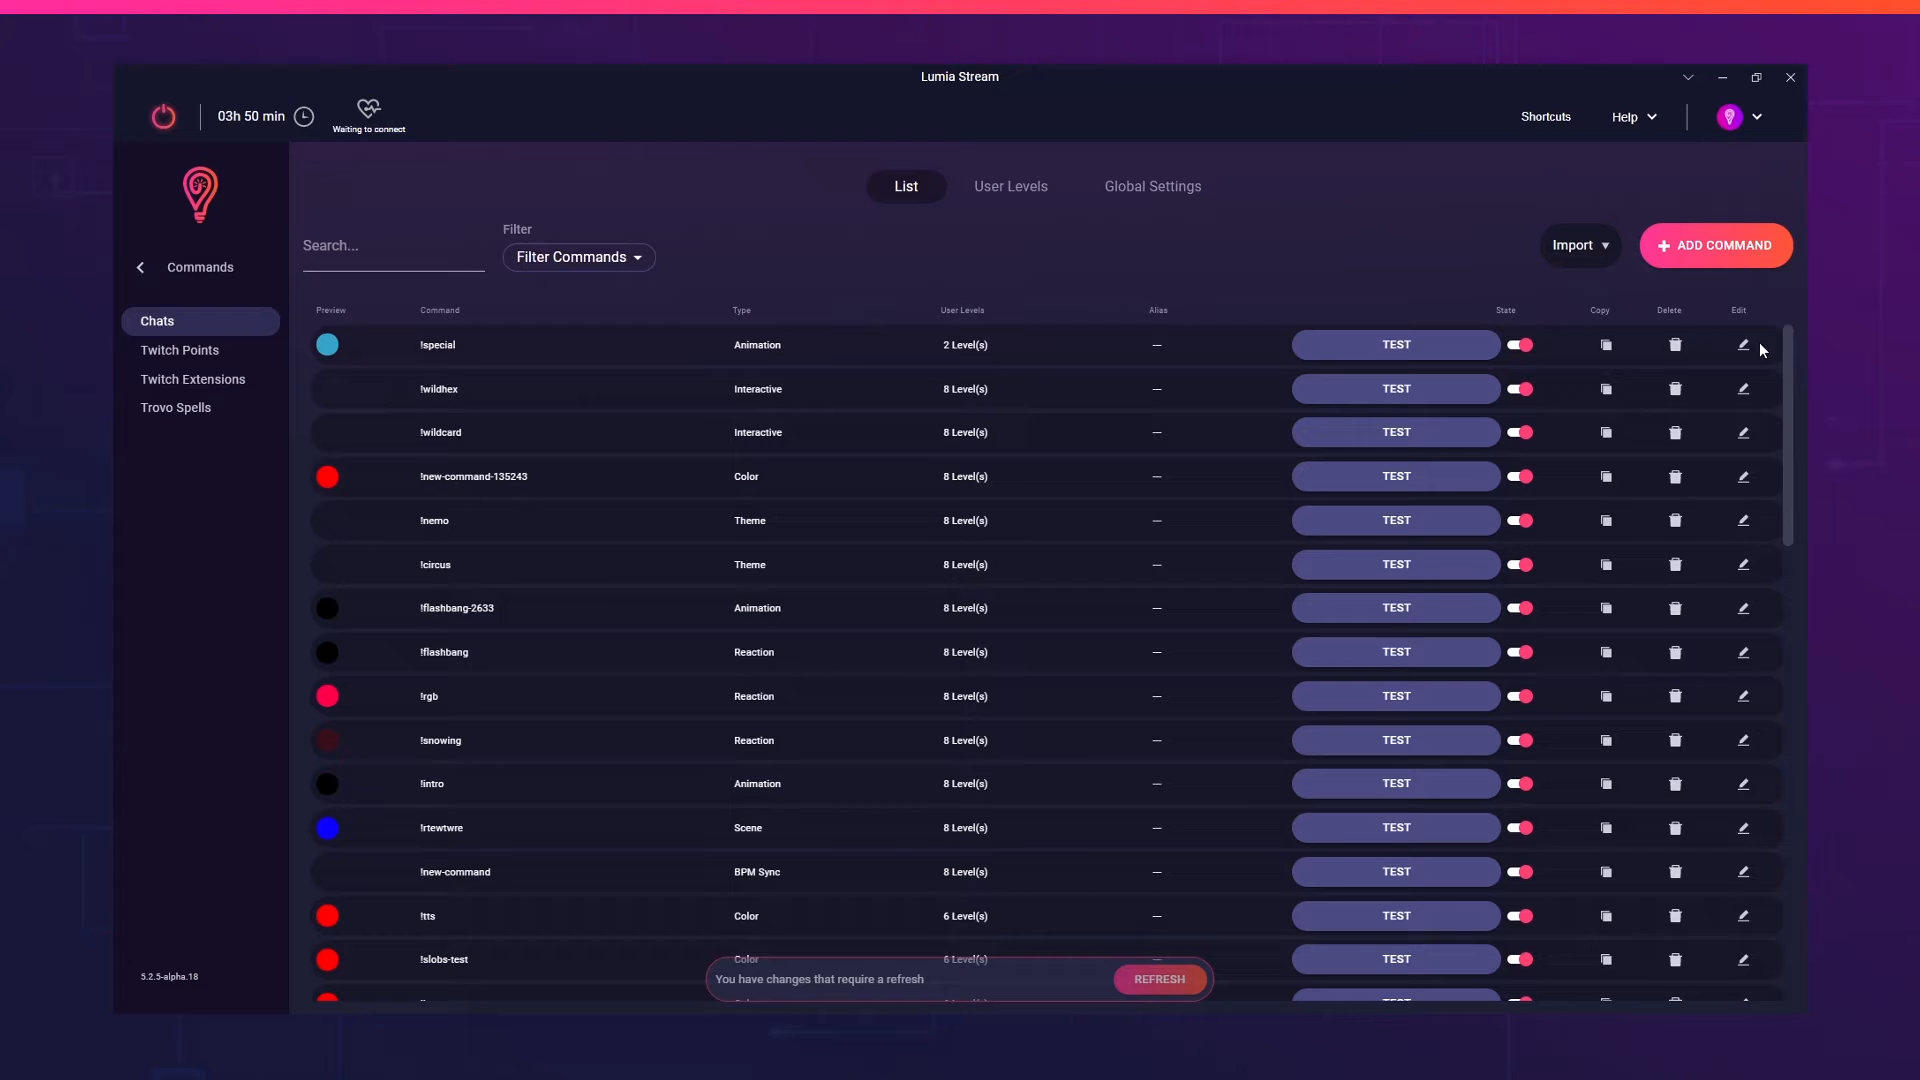 Lumia Stream
03h 50 min
Waiting to connect
Shortcuts
Help
Commands
Chats
Twitch Points
Twitch Extensions
Trovo Spells
5.2.5-alpha.18
List User Levels Global Settings
Search...
Filter
Filter Commands
Import
ADD COMMAND
Preview Command Type User Levels Alias State Copy Delete Edit
!special Animation 2 Level(s) — TEST
!wildhex Interactive 8 Level(s) — TEST
!wildcard Interactive 8 Level(s) — TEST
!new-command-135243 Color 8 Level(s) — TEST
!nemo Theme 8 Level(s) — TEST
!circus Theme 8 Level(s) — TEST
!flashbang-2633 Animation 8 Level(s) — TEST
!flashbang Reaction 8 Level(s) — TEST
!rgb Reaction 8 Level(s) — TEST
!snowing Reaction 8 Level(s) — TEST
!intro Animation 8 Level(s) — TEST
!rtewtwre Scene 8 Level(s) — TEST
!new-command BPM Sync 8 Level(s) — TEST
!tts Color 6 Level(s) — TEST
!slobs-test Color 6 Level(s) — TEST
You have changes that require a refresh
REFRESH